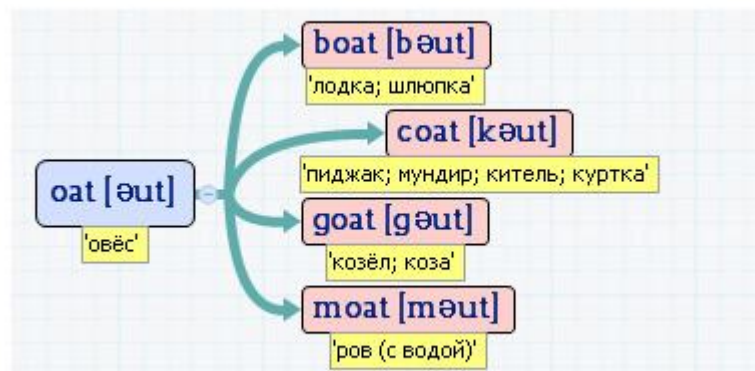 boat [bəut]
'лодка; шлюпка'
coat [kəut]
'пиджак; мундир; китель; куртка'
oat [əut]
'овёс'
goat [gəut]
'козёл; коза'
moat [məut]
'ров (с водой)'